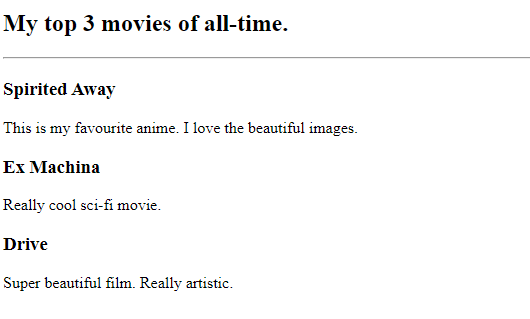 My top 3 movies of all-time.
Spirited Away
This is my favourite anime. I love the beautiful images.
Ex Machina
Really cool sci-fi movie.
Drive
Super beautiful film. Really artistic.